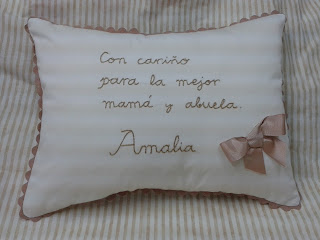 Con cariño
para la mejor
mamá y abuela.
Amalia